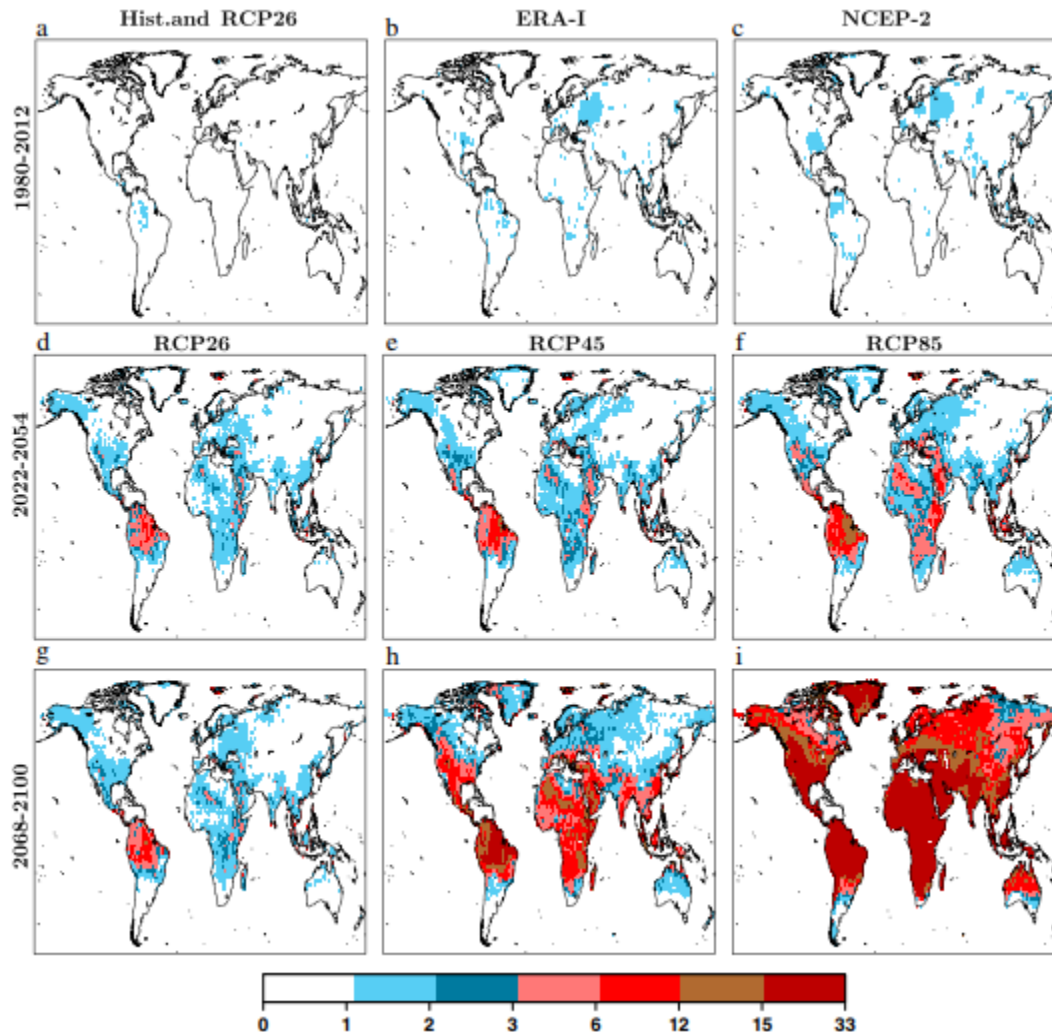 Hist.and RCP26 ERA-I NCEP-2
a b c
1980-2012
RCP26 RCP45 RCP85
d e f
2022-2054
g h i
2068-2100
0 1 2 3 6 12 15 33